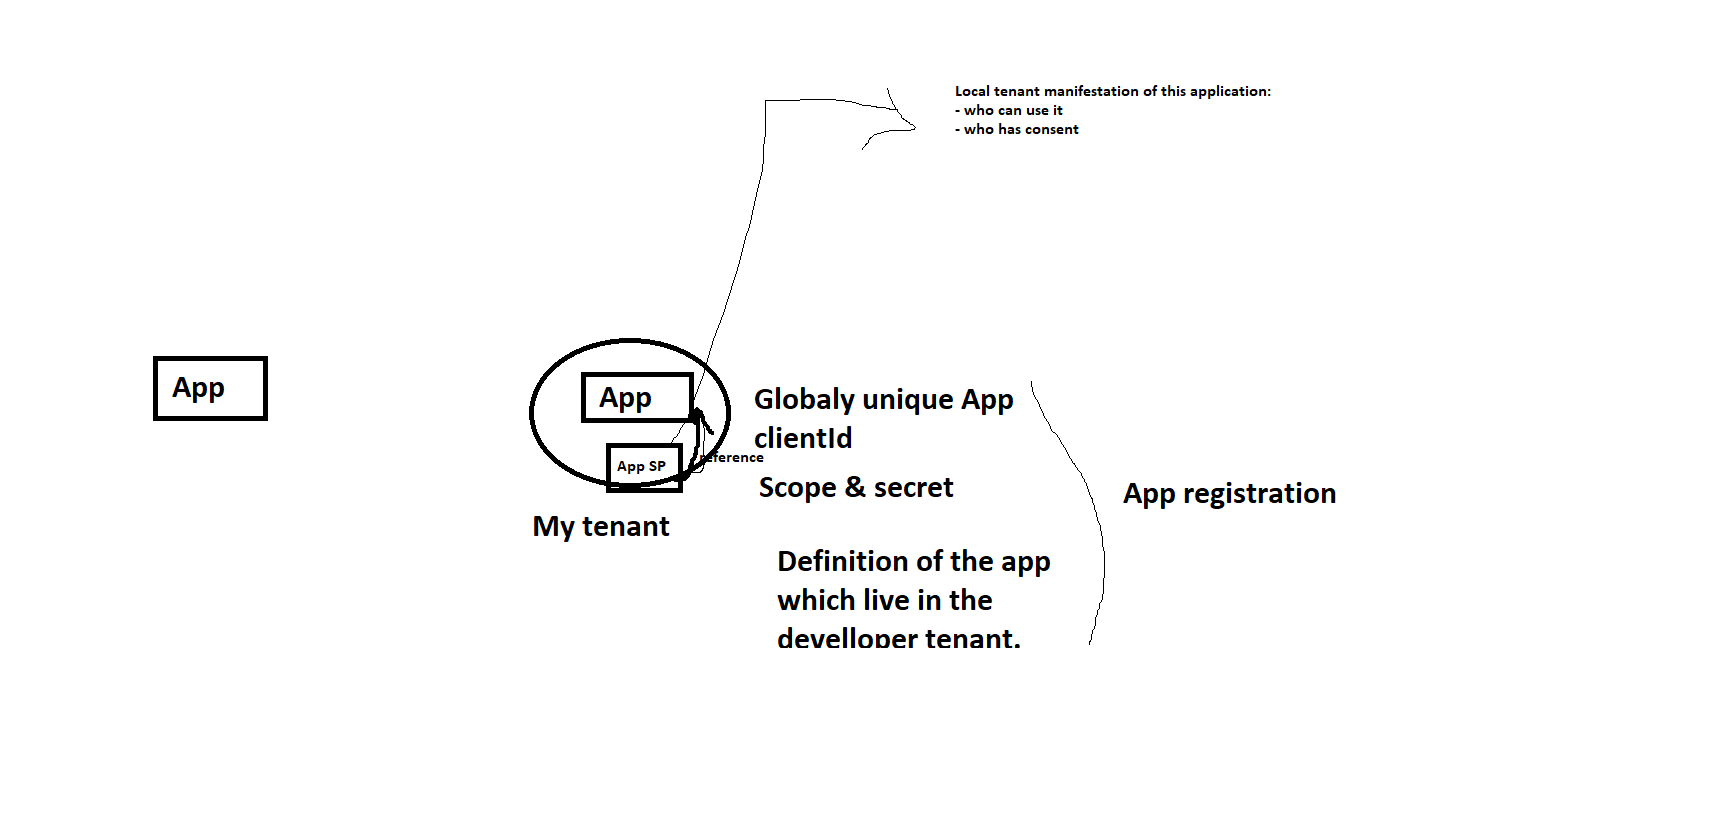 Local tenant manifestation of this application:
- who can use it
- who has consent
App
App
Globaly unique App
clientId
reference
App SP
Scope & secret
App registration
My tenant
Definition of the app
which live in the
develloper tenant.